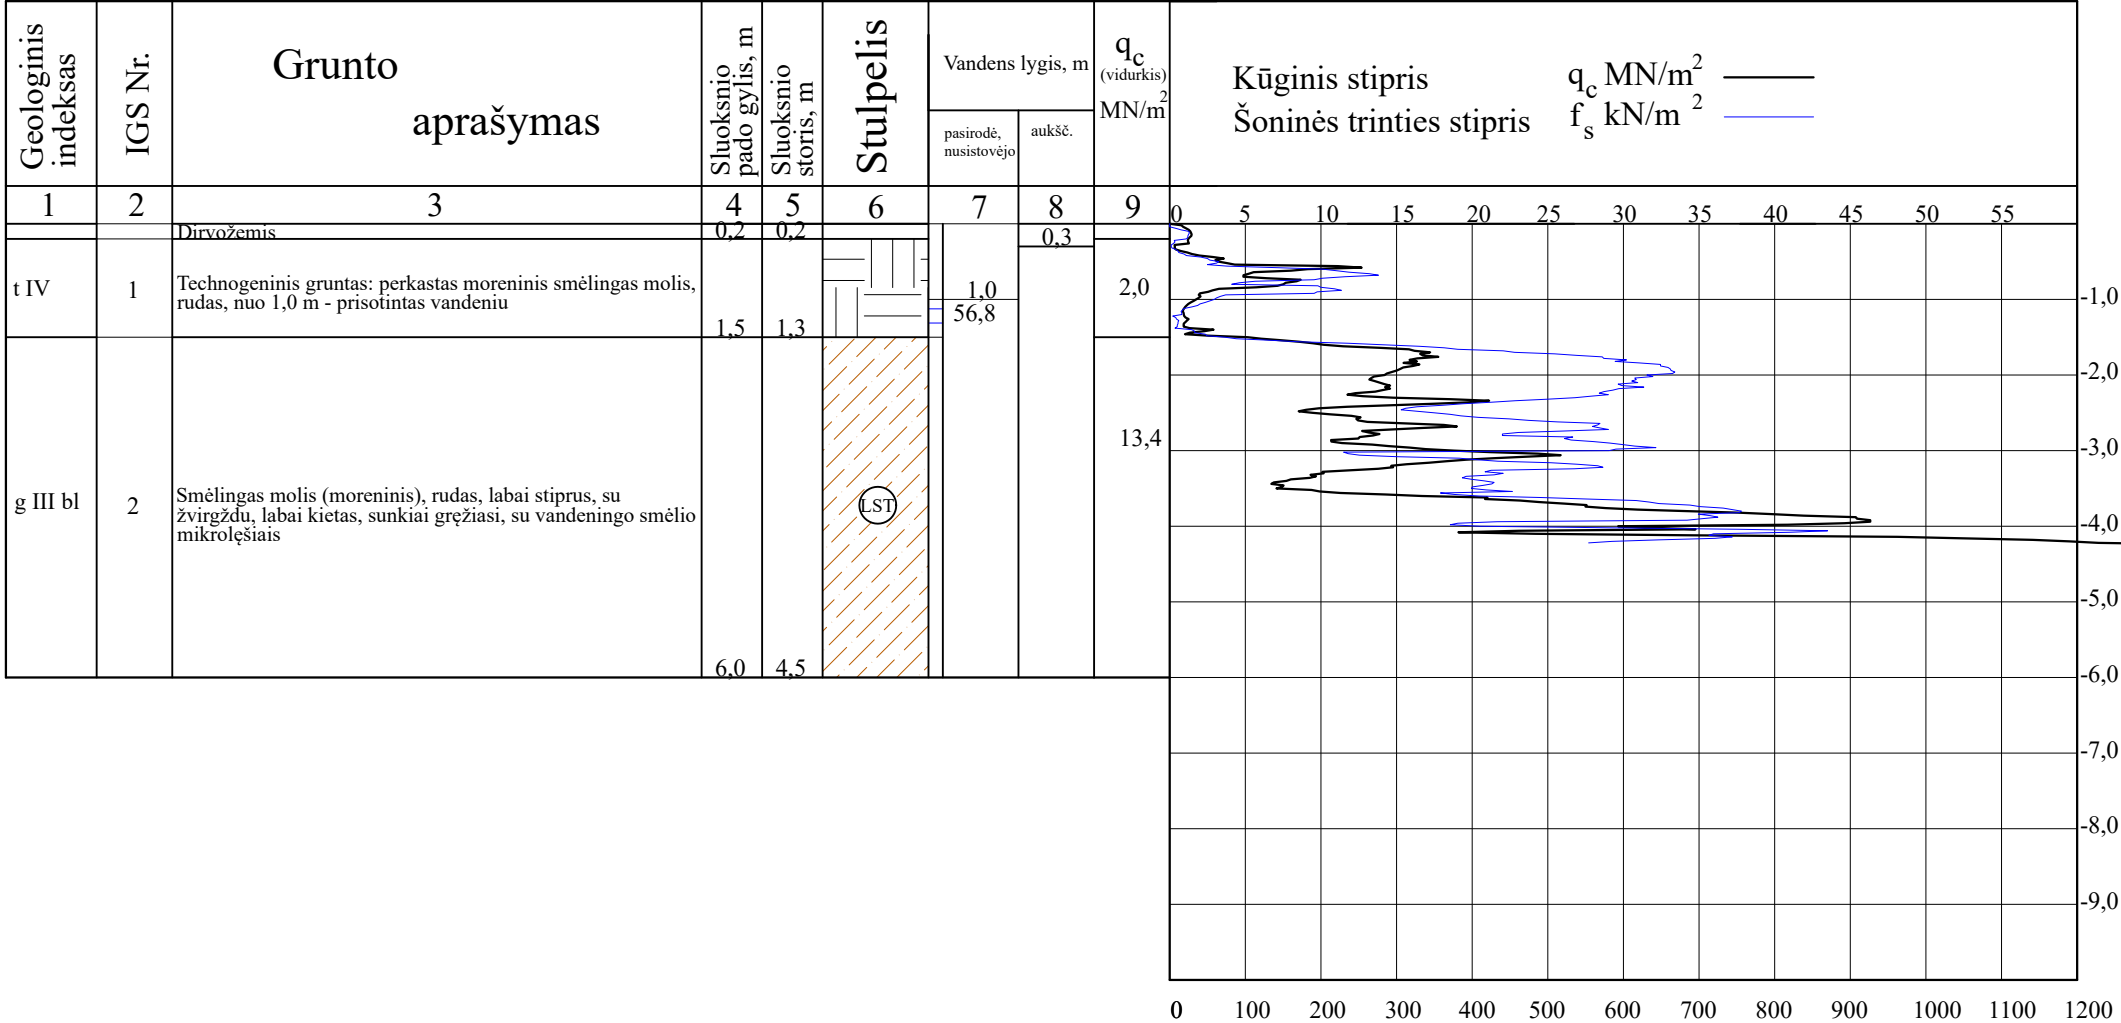 Geologinis
indeksas
IGS Nr.
Grunto
aprašymas
Sluoksnio
pado gylis, m
Sluoksnio
storis, m
Stulpelis
Vandens lygis, m
pasirodė,
nusistovėjo
aukšč.
qc
(vidurkis)
MN/m2
Kūginis stipris qc MN/m2
Šoninės trinties stipris fs kN/m 2
1 2 3 4 5 6 7 8 9
0 5 10 15 20 25 30 35 40 45 50 55
Dirvožemis 0,2 0,2 0,3
t IV 1
Technogeninis gruntas: perkastas moreninis smėlingas molis,
rudas, nuo 1,0 m - prisotintas vandeniu
1,5 1,3
1,0
56,8
2,0
g III bl 2
Smėlingas molis (moreninis), rudas, labai stiprus, su
žvirgždu, labai kietas, sunkiai gręžiasi, su vandeningo smėlio
mikrolęšiais
6,0 4,5
LST
13,4
-1,0
-2,0
-3,0
-4,0
-5,0
-6,0
-7,0
-8,0
-9,0
0 100 200 300 400 500 600 700 800 900 1000 1100 1200